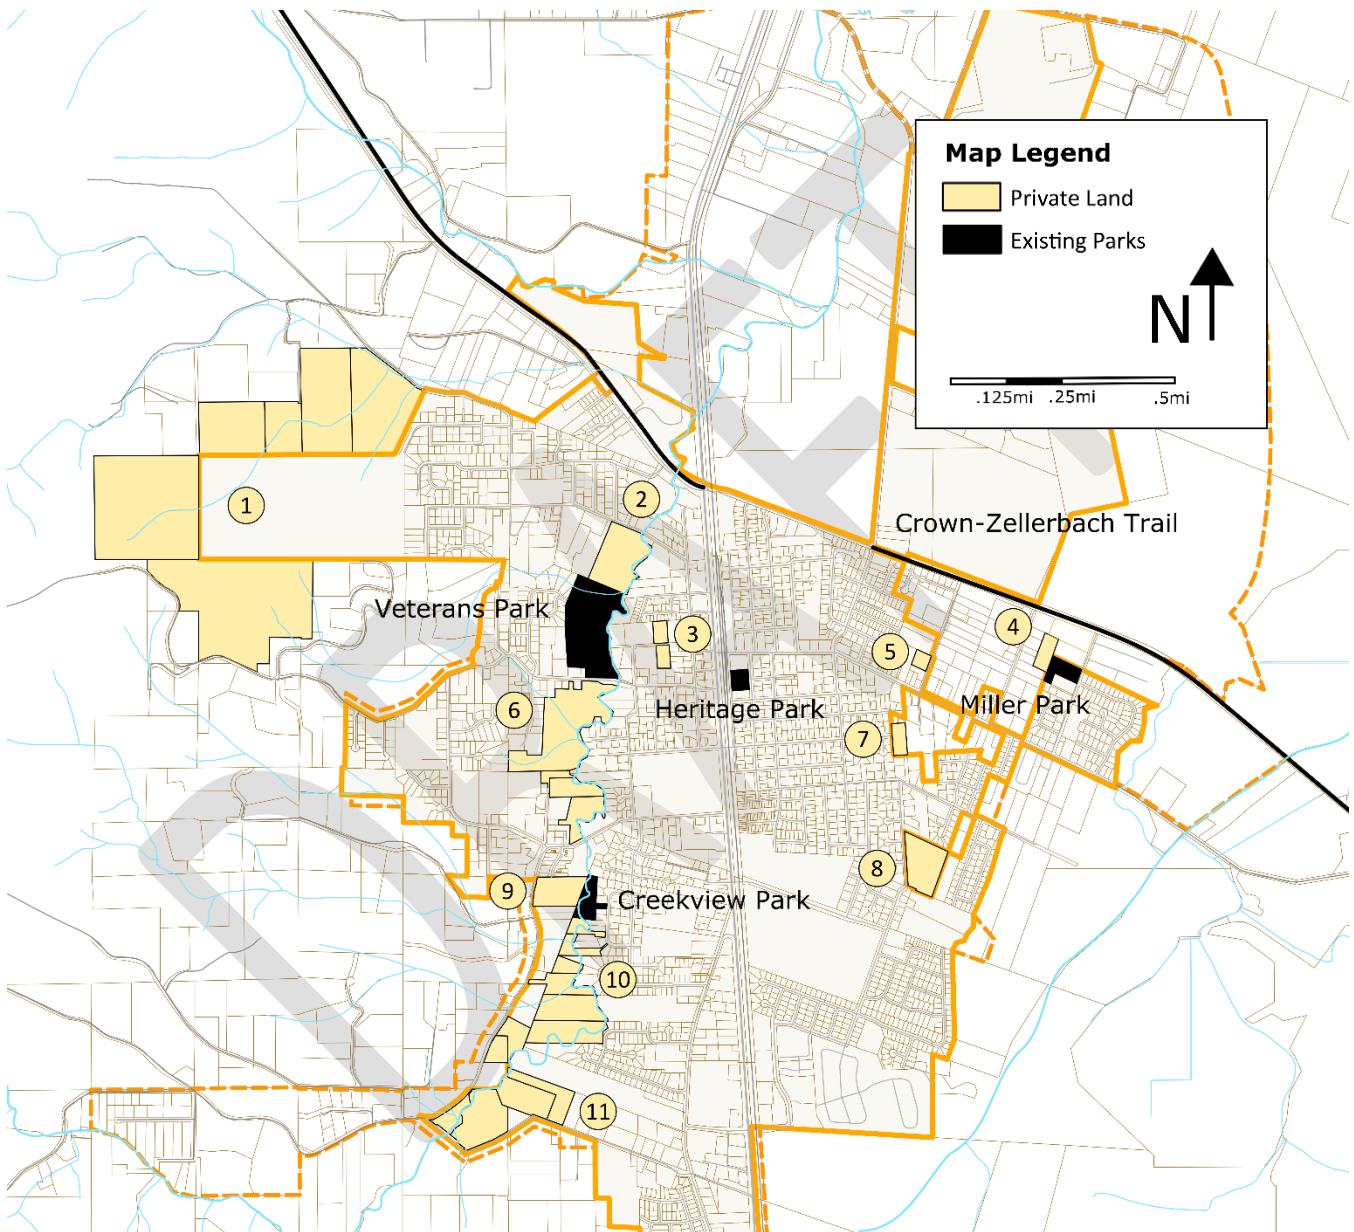 DRAFT
Map Legend
Private Land
Existing Parks
N
.125mi .25mi .5mi
1
2
Crown-Zellerbach Trail
Veterans Park
3
4
5
6
Heritage Park
Miller Park
7
8
9
Creekview Park
10
11